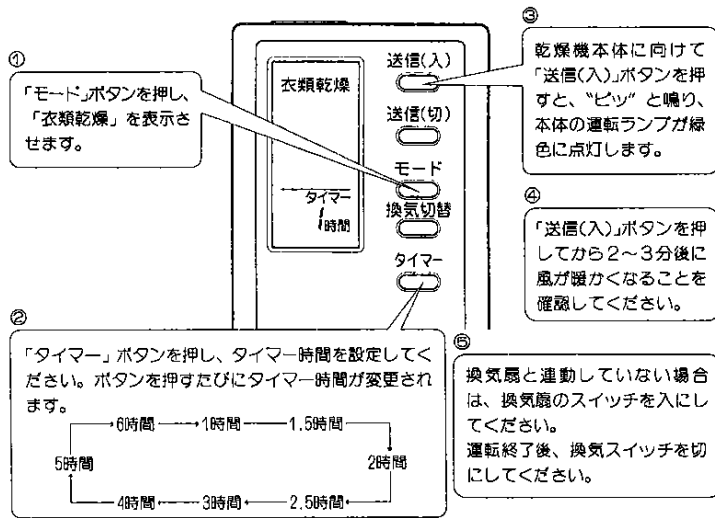 ①
「モード」ボタンを押し、
「衣類乾燥」を表示さ
せます。
衣類乾燥
タイマー
1時間
送信(入)
送信(切)
モード
換気切替
タイマー
③
乾燥機本体に向けて
「送信(入)」ボタンを押
すと、“ピッ”と鳴り、
本体の運転ランプが緑
色に点灯します。
④
「送信(入)」ボタンを押
してから2〜3分後に
風が暖かくなることを
確認してください。
②
「タイマー」ボタンを押し、タイマー時間を設定してく
ださい。ボタンを押すたびにタイマー時間が変更され
ます。
6時間 1時間 1.5時間
5時間 2時間
4時間 3時間 2.5時間
⑤
換気扇と連動していない場合
は、換気扇のスイッチを入にし
てください。
運転終了後、換気スイッチを切
にしてください。